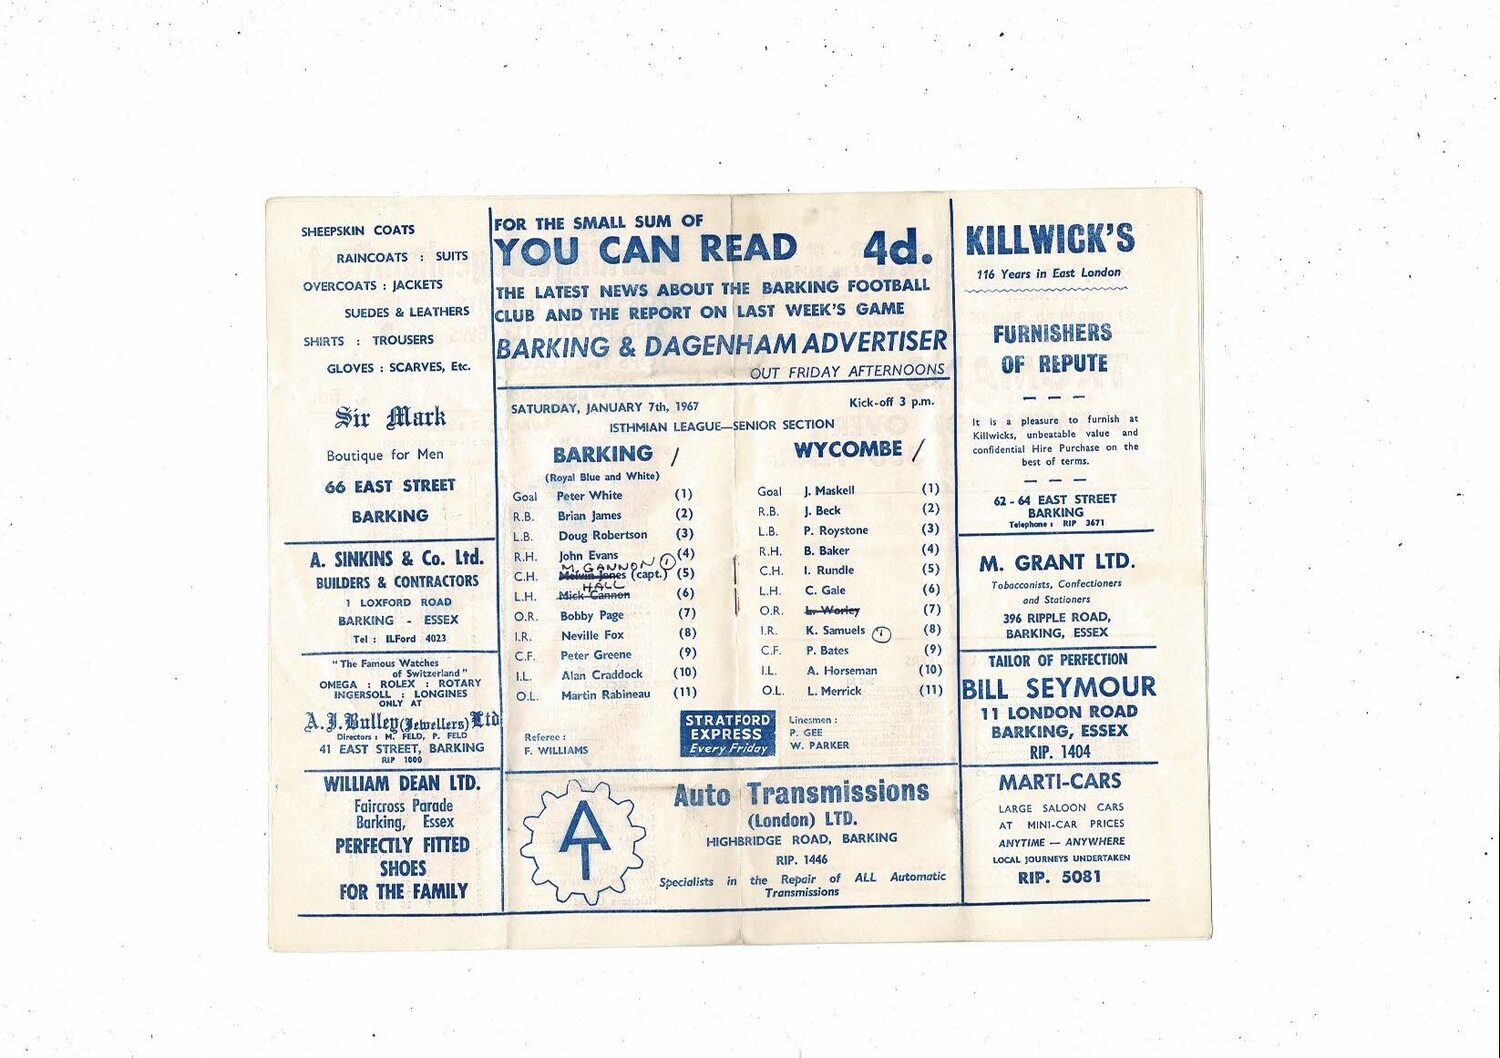 SHEEPSKIN COATS
RAINCOATS : SUITS
OVERCOATS : JACKETS
SUEDES & LEATHERS
SHIRTS : TROUSERS
GLOVES : SCARVES, Etc.
Sir Mark
Boutique for Men
66 EAST STREET
BARKING
A. SINKINS & Co. Ltd.
BUILDERS & CONTRACTORS
1 LOXFORD ROAD
BARKING - ESSEX
Tel : ILFord 4023
"The Famous Watches
of Switzerland"
OMEGA : ROLEX : ROTARY
INGERSOLL : LONGINES
ONLY AT
A. J. Bulley (Jewellers) Ltd
Directors : M. FELD, P. FELD
41 EAST STREET, BARKING
RIP 1000
WILLIAM DEAN LTD.
Faircross Parade
Barking, Essex
PERFECTLY FITTED
SHOES
FOR THE FAMILY
FOR THE SMALL SUM OF
YOU CAN READ 4d.
THE LATEST NEWS ABOUT THE BARKING FOOTBALL
CLUB AND THE REPORT ON LAST WEEK'S GAME
BARKING & DAGENHAM ADVERTISER
OUT FRIDAY AFTERNOONS
SATURDAY, JANUARY 7th, 1967 Kick-off 3 p.m.
ISTHMIAN LEAGUE—SENIOR SECTION
BARKING /
(Royal Blue and White)
Goal Peter White (1)
R.B. Brian James (2)
L.B. Doug Robertson (3)
R.H. John Evans (4)
M. GANNON 1
C.H. Melvin Jones (capt.) (5)
HALL
L.H. Mick Cannon (6)
O.R. Bobby Page (7)
I.R. Neville Fox (8)
C.F. Peter Greene (9)
I.L. Alan Craddock (10)
O.L. Martin Rabineau (11)
Referee :
F. WILLIAMS
WYCOMBE /
Goal J. Maskell (1)
R.B. J. Beck (2)
L.B. P. Roystone (3)
R.H. B. Baker (4)
C.H. I. Rundle (5)
L.H. C. Gale (6)
O.R. L. Worley (7)
I.R. K. Samuels 1 (8)
C.F. P. Bates (9)
I.L. A. Horseman (10)
O.L. L. Merrick (11)
STRATFORD
EXPRESS
Every Friday
Linesmen :
P. GEE
W. PARKER
AT
Auto Transmissions
(London) LTD.
HIGHBRIDGE ROAD, BARKING
RIP. 1446
Specialists in the Repair of ALL Automatic
Transmissions
KILLWICK'S
116 Years in East London
FURNISHERS
OF REPUTE
It is a pleasure to furnish at
Killwicks, unbeatable value and
confidential Hire Purchase on the
best of terms.
62 - 64 EAST STREET
BARKING
Telephone : RIP 3671
M. GRANT LTD.
Tobacconists, Confectioners
and Stationers
396 RIPPLE ROAD,
BARKING, ESSEX
TAILOR OF PERFECTION
BILL SEYMOUR
11 LONDON ROAD
BARKING, ESSEX
RIP. 1404
MARTI-CARS
LARGE SALOON CARS
AT MINI-CAR PRICES
ANYTIME — ANYWHERE
LOCAL JOURNEYS UNDERTAKEN
RIP. 5081